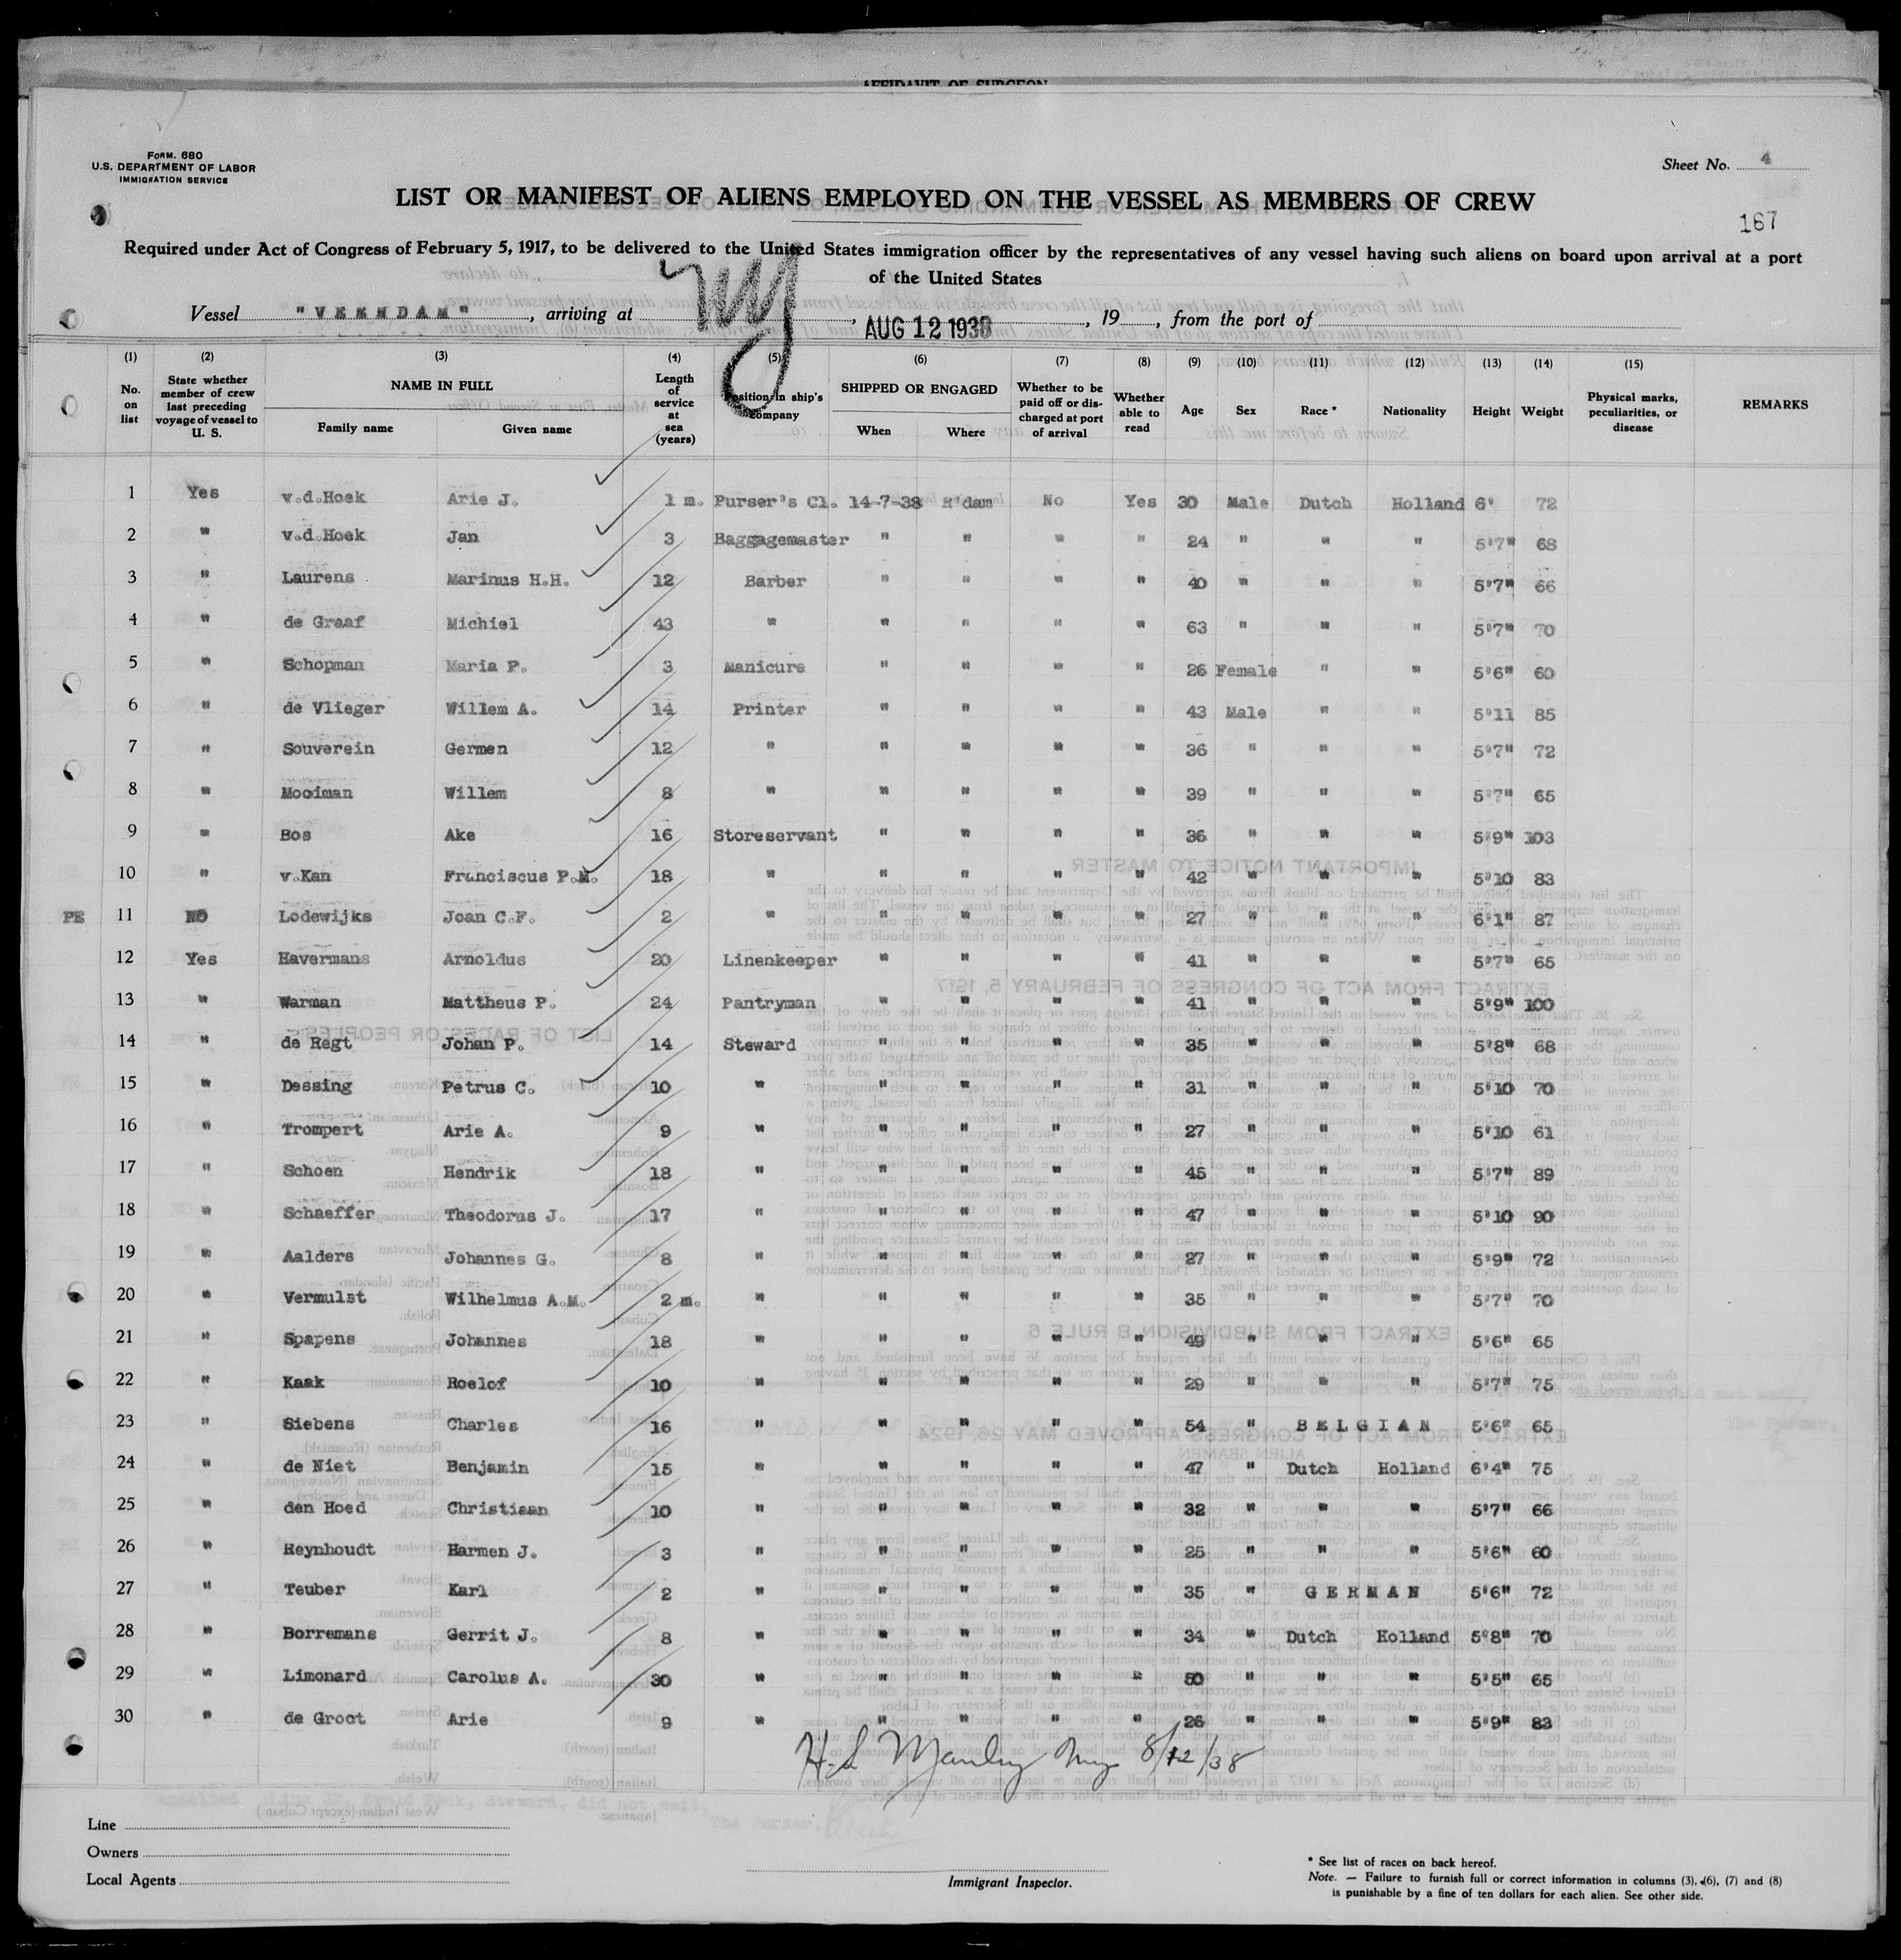 AFFIDAVIT OF SURGEON
FORM. 680
U.S. DEPARTMENT OF LABOR
IMMIGRATION SERVICE
Sheet No. 4
LIST OR MANIFEST OF ALIENS EMPLOYED ON THE VESSEL AS MEMBERS OF CREW
167
Required under Act of Congress of February 5, 1917, to be delivered to the United States immigration officer by the representatives of any vessel having such aliens on board upon arrival at a port
of the United States
Vessel "VEENDAM", arriving at NY, AUG 12 1938, 19, from the port of
(1) (2) (3) (4) (5) (6) (7) (8) (9) (10) (11) (12) (13) (14) (15)
No. on list State whether member of crew last preceding voyage of vessel to U. S. NAME IN FULL Family name Given name Length of service at sea (years) Position in ship's company SHIPPED OR ENGAGED When Where Whether to be paid off or discharged at port of arrival Whether able to read Age Sex Race * Nationality Height Weight Physical marks, peculiarities, or disease REMARKS
1 Yes v.d.Hoek Arie J. 1 m. Purser's Cl. 14-7-38 R'dam No Yes 30 Male Dutch Holland 6' 72
2 " v.d.Hoek Jan 3 Baggagemaster " " " " 24 " " " 5'7" 68
3 " Laurens Marinus H.H. 12 Barber " " " " 40 " " " 5'7" 66
4 " de Graaf Michiel 43 " " " " " 63 " " " 5'7" 70
5 " Schopman Maria P. 3 Manicure " " " " 26 Female " " 5'6" 60
6 " de Vlieger Willem A. 14 Printer " " " " 43 Male " " 5'11 85
7 " Souverein Germen 12 " " " " " 36 " " " 5'7" 72
8 " Mooiman Willem 8 " " " " " 39 " " " 5'7" 65
9 " Bos Ake 16 Storeservant " " " " 36 " " " 5'9" 103
10 " v.Kan Franciscus P.M. 18 " " " " " 42 " " " 5'10 83
PE 11 NO Lodewijks Joan C.F. 2 " " " " " 27 " " " 6'1" 87
12 Yes Havermans Arnoldus 20 Linenkeeper " " " " 41 " " " 5'7" 65
13 " Warman Mattheus P. 24 Pantryman " " " " 41 " " " 5'9" 100
14 " de Regt Johan P. 14 Steward " " " " 35 " " " 5'8" 68
15 " Dessing Petrus C. 10 " " " " " 31 " " " 5'10 70
16 " Trompert Arie A. 9 " " " " " 27 " " " 5'10 61
17 " Schoen Hendrik 18 " " " " " 45 " " " 5'7" 89
18 " Schaeffer Theodorus J. 17 " " " " " 47 " " " 5'10 90
19 " Aalders Johannes G. 8 " " " " " 27 " " " 5'9" 72
20 " Vermulst Wilhelmus A.M. 2 m. " " " " " 35 " " " 5'7" 70
21 " Spapens Johannes 18 " " " " " 49 " " " 5'6" 65
22 " Kaak Roelof 10 " " " " " 29 " " " 5'7" 75
23 " Siebens Charles 16 " " " " " 54 " BELGIAN 5'6" 65
24 " de Niet Benjamin 15 " " " " " 47 " Dutch Holland 6'4" 75
25 " den Hoed Christiaan 10 " " " " " 32 " " " 5'7" 66
26 " Reynhoudt Harmen J. 3 " " " " " 25 " " " 5'6" 60
27 " Teuber Karl 2 " " " " " 35 " GERMAN 5'6" 72
28 " Borremans Gerrit J. 8 " " " " " 34 " Dutch Holland 5'8" 70
29 " Limonard Carolus A. 30 " " " " " 50 " " " 5'5" 65
30 " de Groot Arie 9 " " " " " 26 " " " 5'9" 83
8/12/38
Line
Owners
Local Agents
Immigrant Inspector.
* See list of races on back hereof.
Note. — Failure to furnish full or correct information in columns (3), (6), (7) and (8)
is punishable by a fine of ten dollars for each alien. See other side.